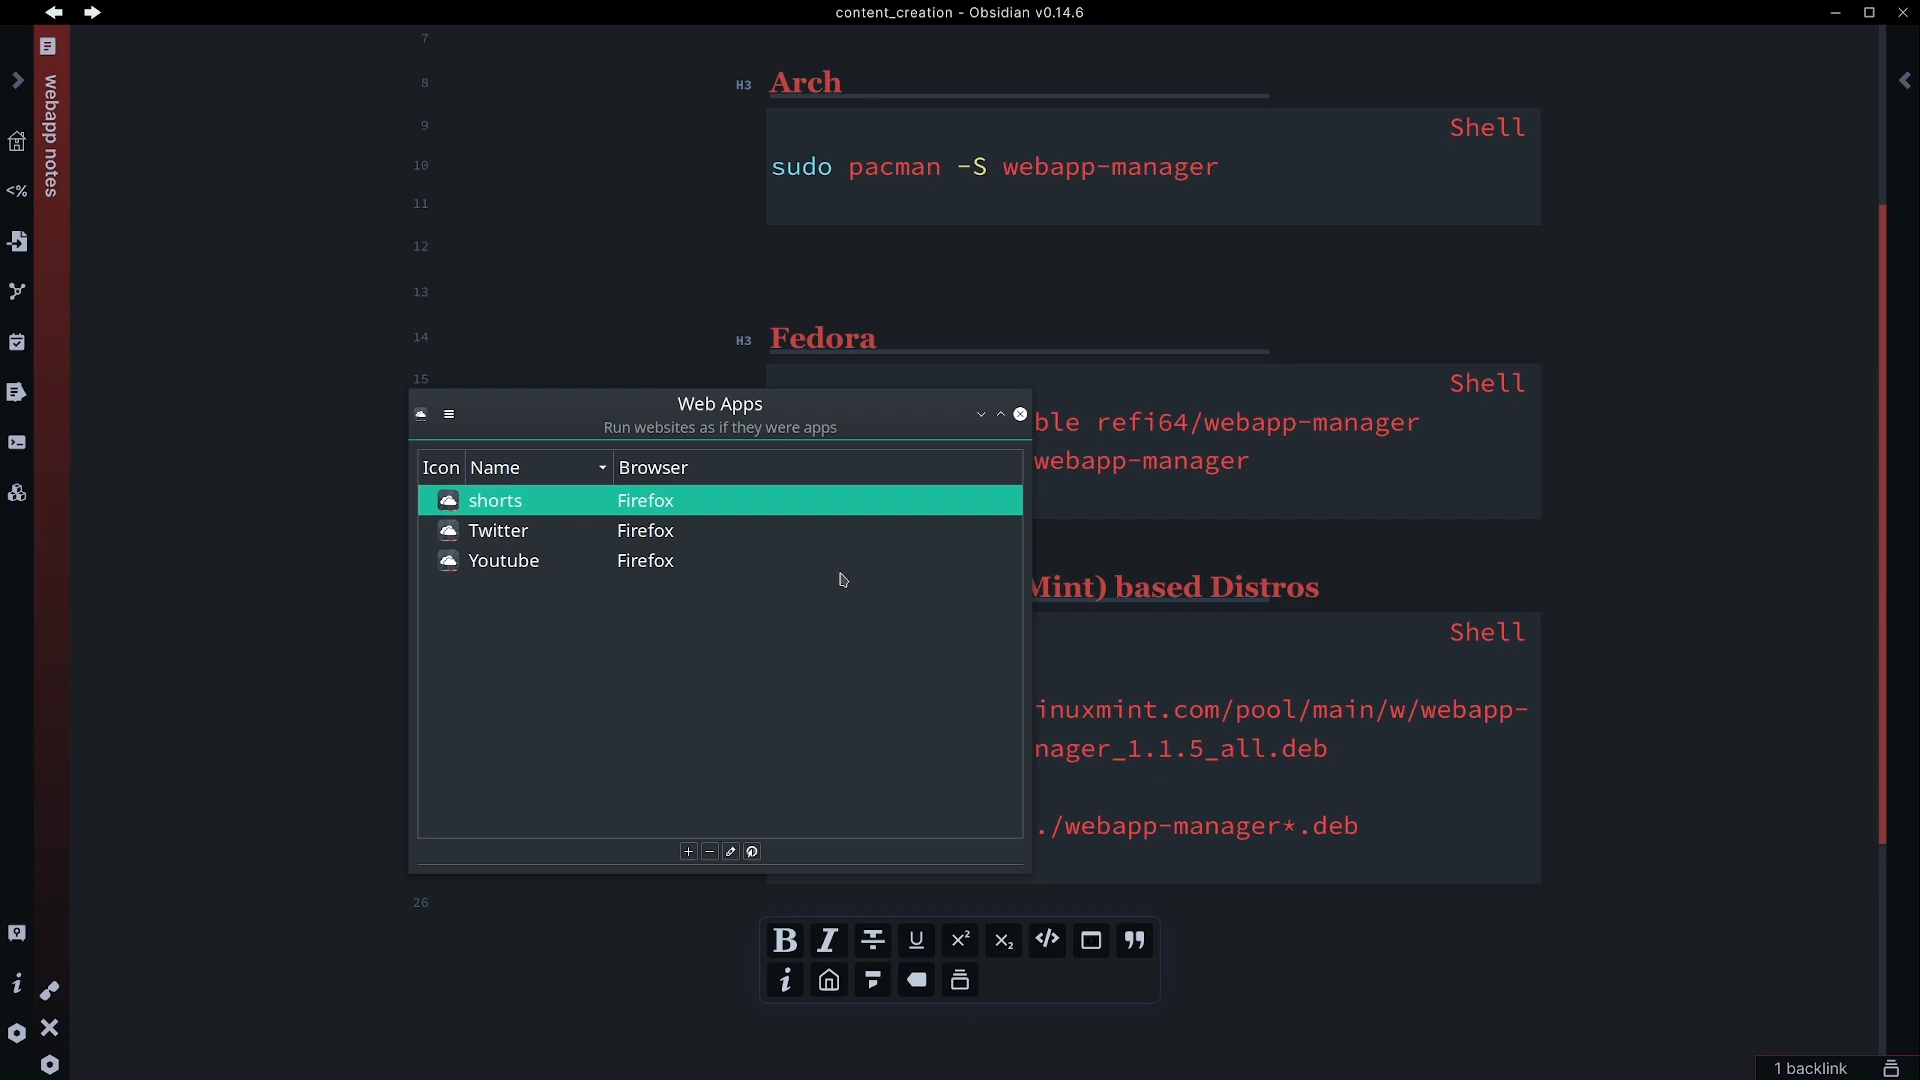 content_creation - Obsidian v0.14.6
webapp notes
7
8
H3 Arch
9
Shell
10
sudo pacman -S webapp-manager
11
12
13
14
H3 Fedora
15
Shell
ble refi64/webapp-manager
webapp-manager
Web Apps
Run websites as if they were apps
Icon Name Browser
shorts Firefox
Twitter Firefox
Youtube Firefox
Mint) based Distros
Shell
inuxmint.com/pool/main/w/webapp-
nager_1.1.5_all.deb
./webapp-manager*.deb
26
1 backlink